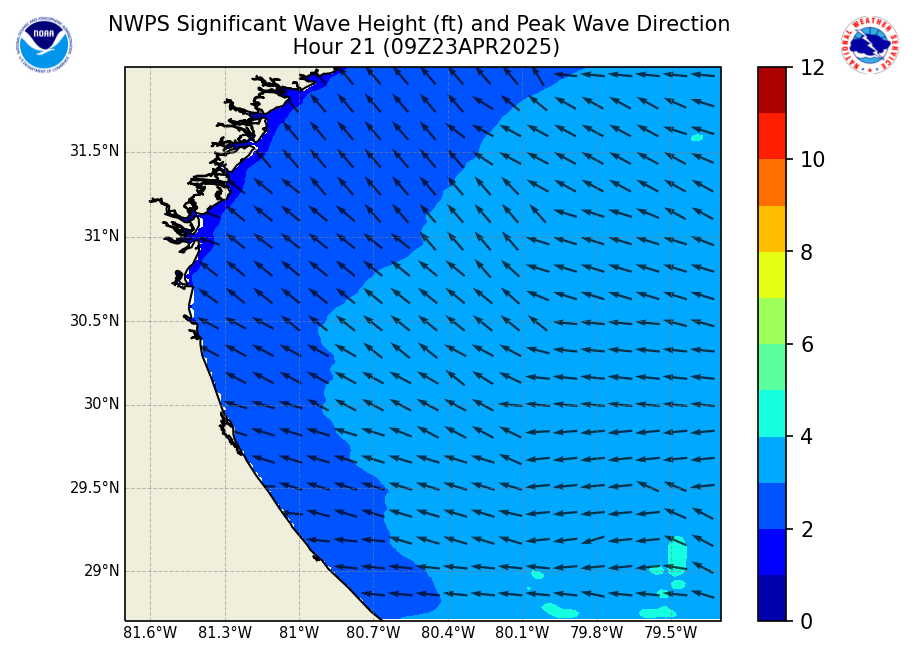 NWPS Significant Wave Height (ft) and Peak Wave Direction
Hour 21 (09Z23APR2025)
NOAA
NATIONAL WEATHER SERVICE
12
10
8
6
4
2
0
31.5°N
31°N
30.5°N
30°N
29.5°N
29°N
81.6°W 81.3°W 81°W 80.7°W 80.4°W 80.1°W 79.8°W 79.5°W